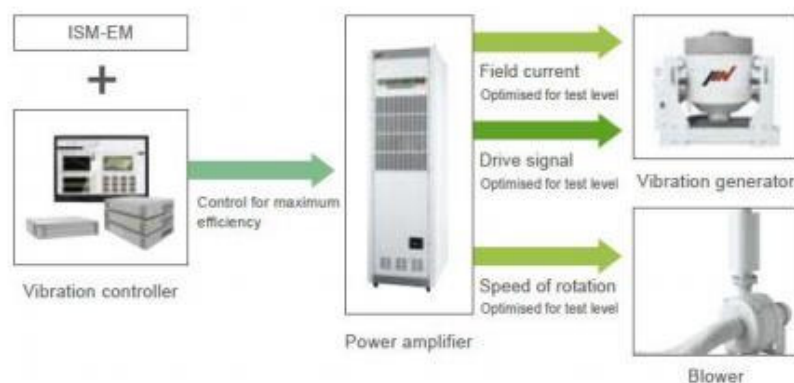 ISM-EM
+
Vibration controller
Control for maximum
efficiency
Power amplifier
Field current
Optimised for test level
Drive signal
Optimised for test level
Speed of rotation
Optimised for test level
Vibration generator
Blower